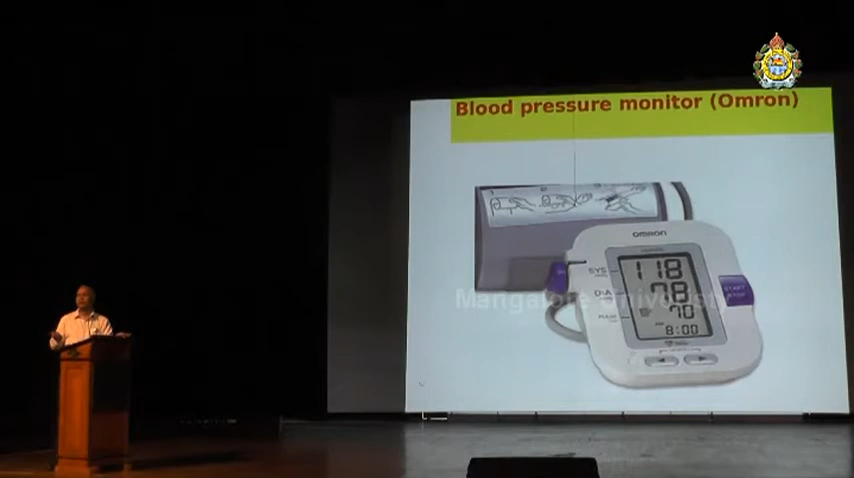 Blood pressure monitor (Omron)
OMRON
SYS
118
DIA
78
PULSE
70
8:00
START
STOP
Mangalore University